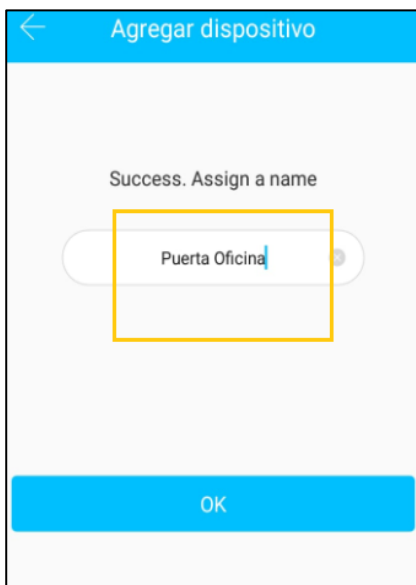 Agregar dispositivo
Success. Assign a name
Puerta Oficina
OK